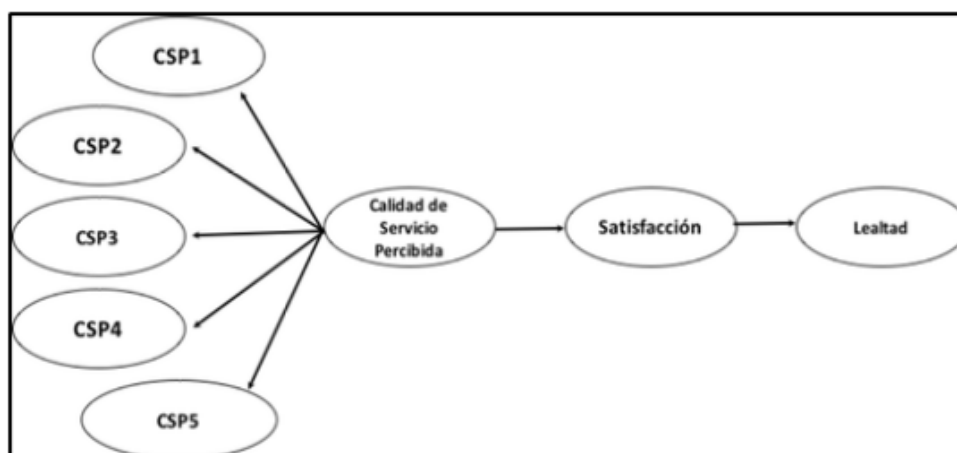 CSP1
CSP2
CSP3
CSP4
CSP5
Calidad de
Servicio
Percibida
Satisfacción
Lealtad